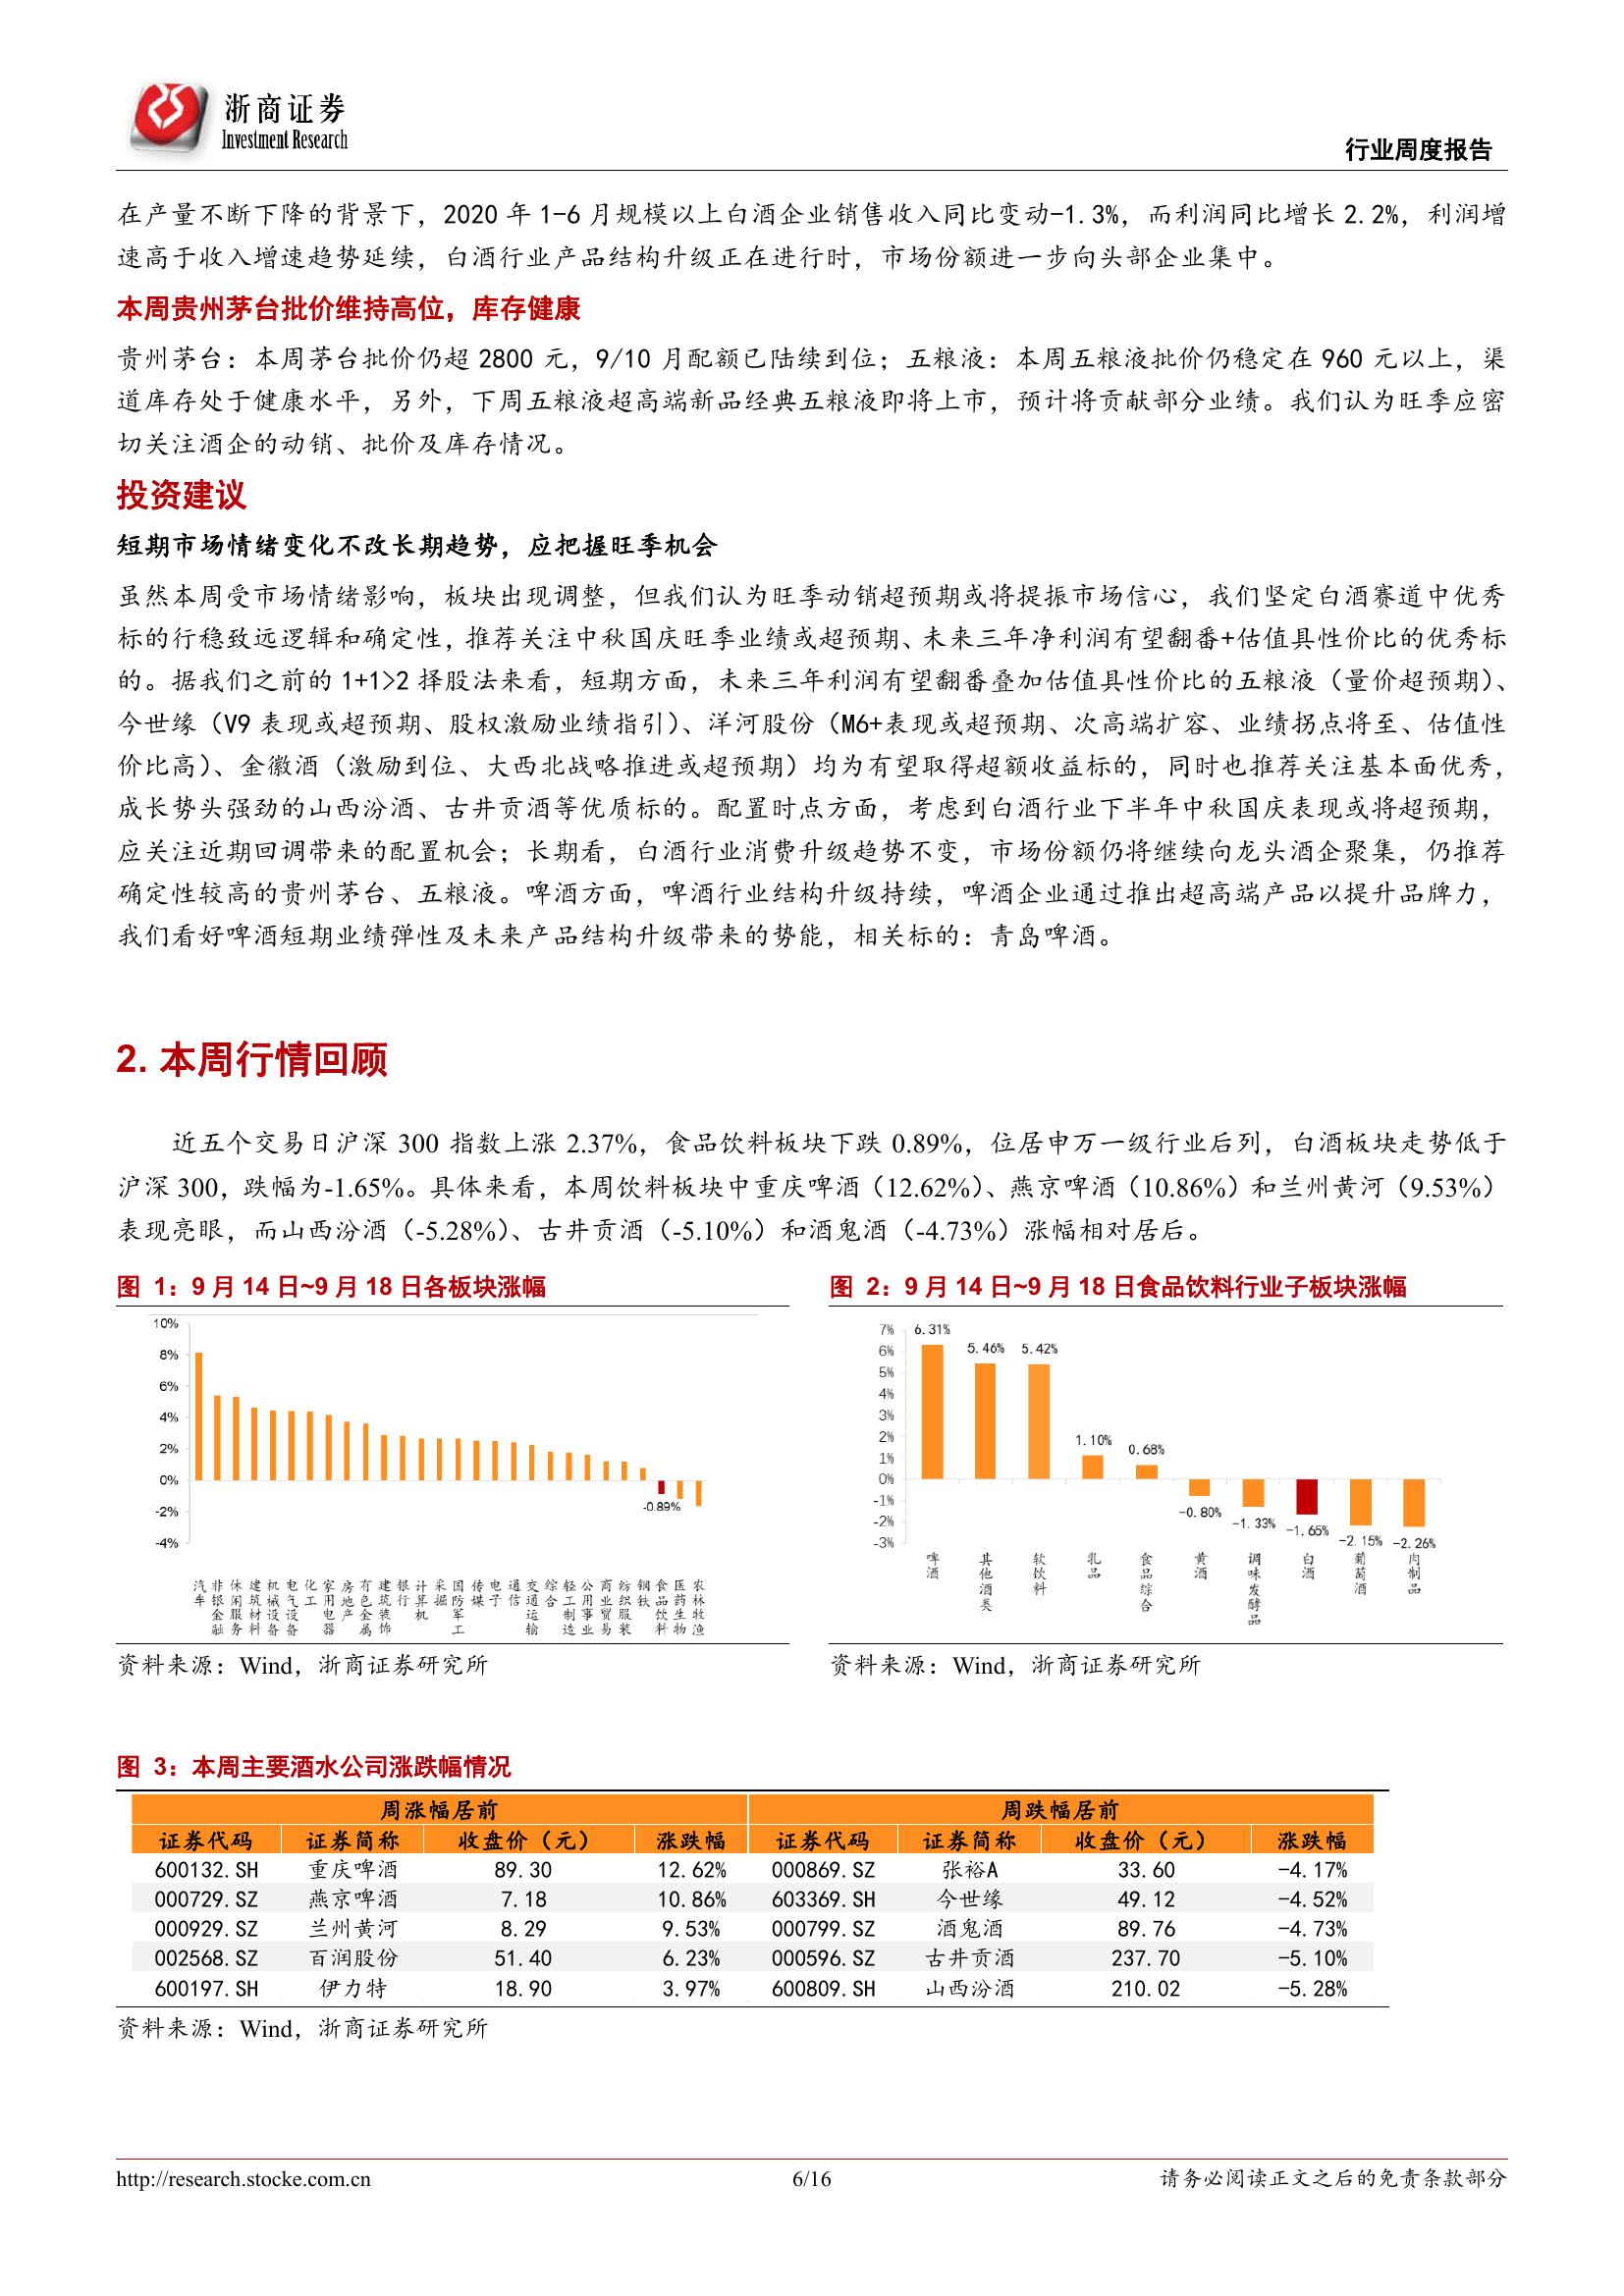 浙商证券
Investment Research
行业周度报告
在产量不断下降的背景下，2020 年 1-6 月规模以上白酒企业销售收入同比变动-1.3%，而利润同比增长 2.2%，利润增
速高于收入增速趋势延续，白酒行业产品结构升级正在进行时，市场份额进一步向头部企业集中。
本周贵州茅台批价维持高位，库存健康
贵州茅台：本周茅台批价仍超 2800 元，9/10 月配额已陆续到位；五粮液：本周五粮液批价仍稳定在 960 元以上，渠
道库存处于健康水平，另外，下周五粮液超高端新品经典五粮液即将上市，预计将贡献部分业绩。我们认为旺季应密
切关注酒企的动销、批价及库存情况。
投资建议
短期市场情绪变化不改长期趋势，应把握旺季机会
虽然本周受市场情绪影响，板块出现调整，但我们认为旺季动销超预期或将提振市场信心，我们坚定白酒赛道中优秀
标的行稳致远逻辑和确定性，推荐关注中秋国庆旺季业绩或超预期、未来三年净利润有望翻番+估值具性价比的优秀标
的。据我们之前的 1+1>2 择股法来看，短期方面，未来三年利润有望翻番叠加估值具性价比的五粮液（量价超预期）、
今世缘（V9 表现或超预期、股权激励业绩指引）、洋河股份（M6+表现或超预期、次高端扩容、业绩拐点将至、估值性
价比高）、金徽酒（激励到位、大西北战略推进或超预期）均为有望取得超额收益标的，同时也推荐关注基本面优秀，
成长势头强劲的山西汾酒、古井贡酒等优质标的。配置时点方面，考虑到白酒行业下半年中秋国庆表现或将超预期，
应关注近期回调带来的配置机会；长期看，白酒行业消费升级趋势不变，市场份额仍将继续向龙头酒企聚集，仍推荐
确定性较高的贵州茅台、五粮液。啤酒方面，啤酒行业结构升级持续，啤酒企业通过推出超高端产品以提升品牌力，
我们看好啤酒短期业绩弹性及未来产品结构升级带来的势能，相关标的：青岛啤酒。
2. 本周行情回顾
近五个交易日沪深 300 指数上涨 2.37%，食品饮料板块下跌 0.89%，位居申万一级行业后列，白酒板块走势低于
沪深 300，跌幅为-1.65%。具体来看，本周饮料板块中重庆啤酒（12.62%）、燕京啤酒（10.86%）和兰州黄河（9.53%）
表现亮眼，而山西汾酒（-5.28%）、古井贡酒（-5.10%）和酒鬼酒（-4.73%）涨幅相对居后。
图 1：9 月 14 日~9 月 18 日各板块涨幅
10%
8%
6%
4%
2%
0%
-2%
-4%
-0.89%
汽车 非银金融 休闲服务 建筑材料 机械设备 电气设备 化工 家用电器 房地产 有色金属 建筑装饰 银行 计算机 采掘 国防军工 传媒 电子 通信 交通运输 综合 轻工制造 公用事业 商业贸易 纺织服装 钢铁 食品饮料 医药生物 农林牧渔
资料来源：Wind，浙商证券研究所
图 2：9 月 14 日~9 月 18 日食品饮料行业子板块涨幅
7%
6%
5%
4%
3%
2%
1%
0%
-1%
-2%
-3%
6.31% 5.46% 5.42% 1.10% 0.68% -0.80% -1.33% -1.65% -2.15% -2.26%
啤酒 其他酒类 软饮料 乳品 食品综合 黄酒 调味发酵品 白酒 葡萄酒 肉制品
资料来源：Wind，浙商证券研究所
图 3：本周主要酒水公司涨跌幅情况
周涨幅居前 周跌幅居前
证券代码 证券简称 收盘价（元） 涨跌幅 证券代码 证券简称 收盘价（元） 涨跌幅
600132.SH 重庆啤酒 89.30 12.62% 000869.SZ 张裕A 33.60 -4.17%
000729.SZ 燕京啤酒 7.18 10.86% 603369.SH 今世缘 49.12 -4.52%
000929.SZ 兰州黄河 8.29 9.53% 000799.SZ 酒鬼酒 89.76 -4.73%
002568.SZ 百润股份 51.40 6.23% 000596.SZ 古井贡酒 237.70 -5.10%
600197.SH 伊力特 18.90 3.97% 600809.SH 山西汾酒 210.02 -5.28%
资料来源：Wind，浙商证券研究所
http://research.stocke.com.cn
6/16
请务必阅读正文之后的免责条款部分